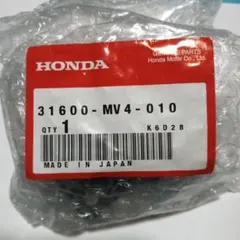 GENUINE PARTS
Honda Motor Co., Ltd.
HONDA
31600-MV4-010
QTY 1 K6D28
MADE IN JAPAN